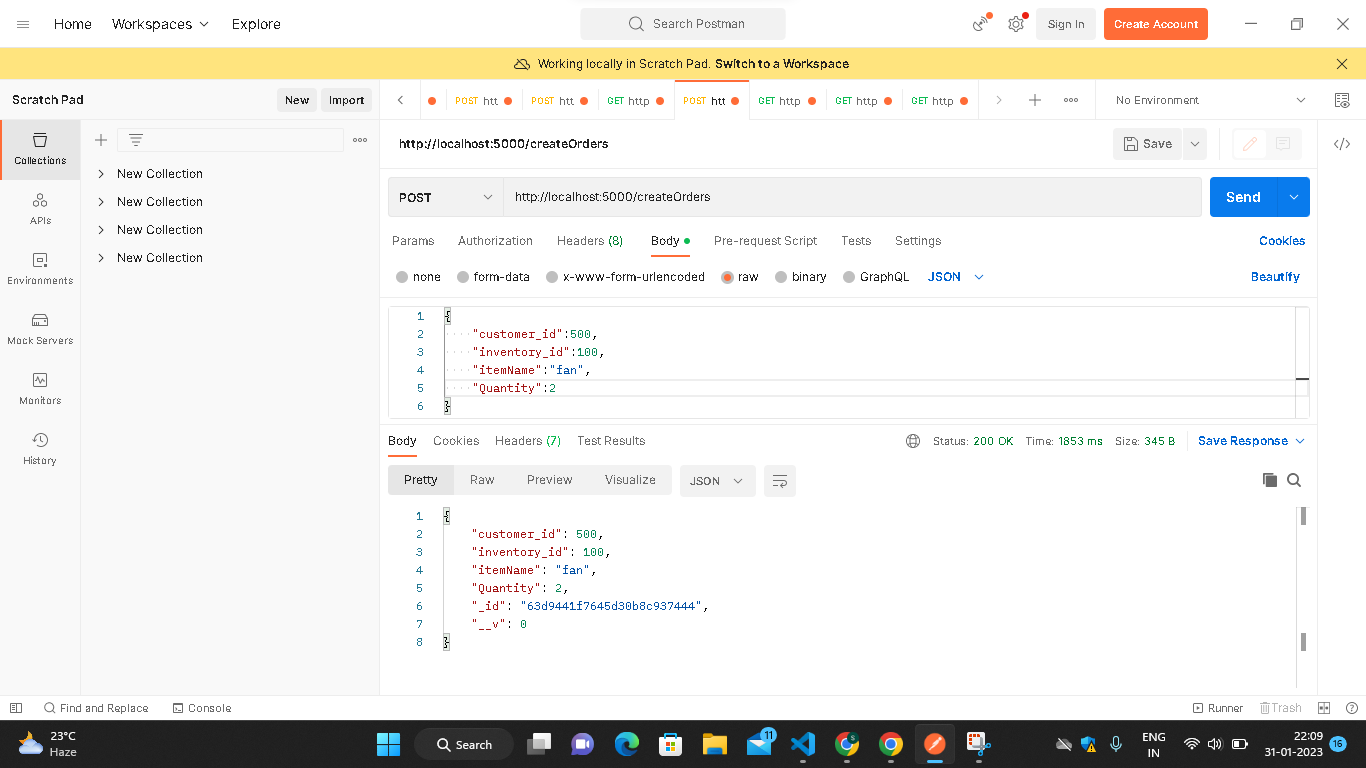 Home Workspaces Explore Search Postman Sign In Create Account
Working locally in Scratch Pad. Switch to a Workspace
Scratch Pad New Import
POST htt POST htt GET http POST htt GET http GET http GET http No Environment
Collections
APIs
Environments
Mock Servers
Monitors
History
New Collection
New Collection
New Collection
New Collection
http://localhost:5000/createOrders Save
POST http://localhost:5000/createOrders Send
Params Authorization Headers (8) Body Pre-request Script Tests Settings Cookies
none form-data x-www-form-urlencoded raw binary GraphQL JSON Beautify
1 {
2 "customer_id":500,
3 "inventory_id":100,
4 "itemName":"fan",
5 "Quantity":2
6 }
Body Cookies Headers (7) Test Results Status: 200 OK Time: 1853 ms Size: 345 B Save Response
Pretty Raw Preview Visualize JSON
1 {
2 "customer_id": 500,
3 "inventory_id": 100,
4 "itemName": "fan",
5 "Quantity": 2,
6 "_id": "63d9441f7645d30b8c937444",
7 "__v": 0
8 }
Find and Replace Console Runner Trash
23°C
Haze
Search
11
S
ENG
IN
22:09
31-01-2023
16